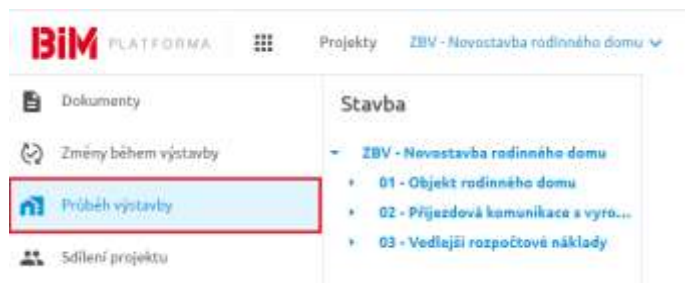 BiM PLATFORMA Projekty ZBV - Novostavba rodinného domu
Dokumenty
Změny během výstavby
Průběh výstavby
Sdílení projektu
Stavba
ZBV - Novostavba rodinného domu
01 - Objekt rodinného domu
02 - Příjezdová komunikace a vyro...
03 - Vedlejší rozpočtové náklady